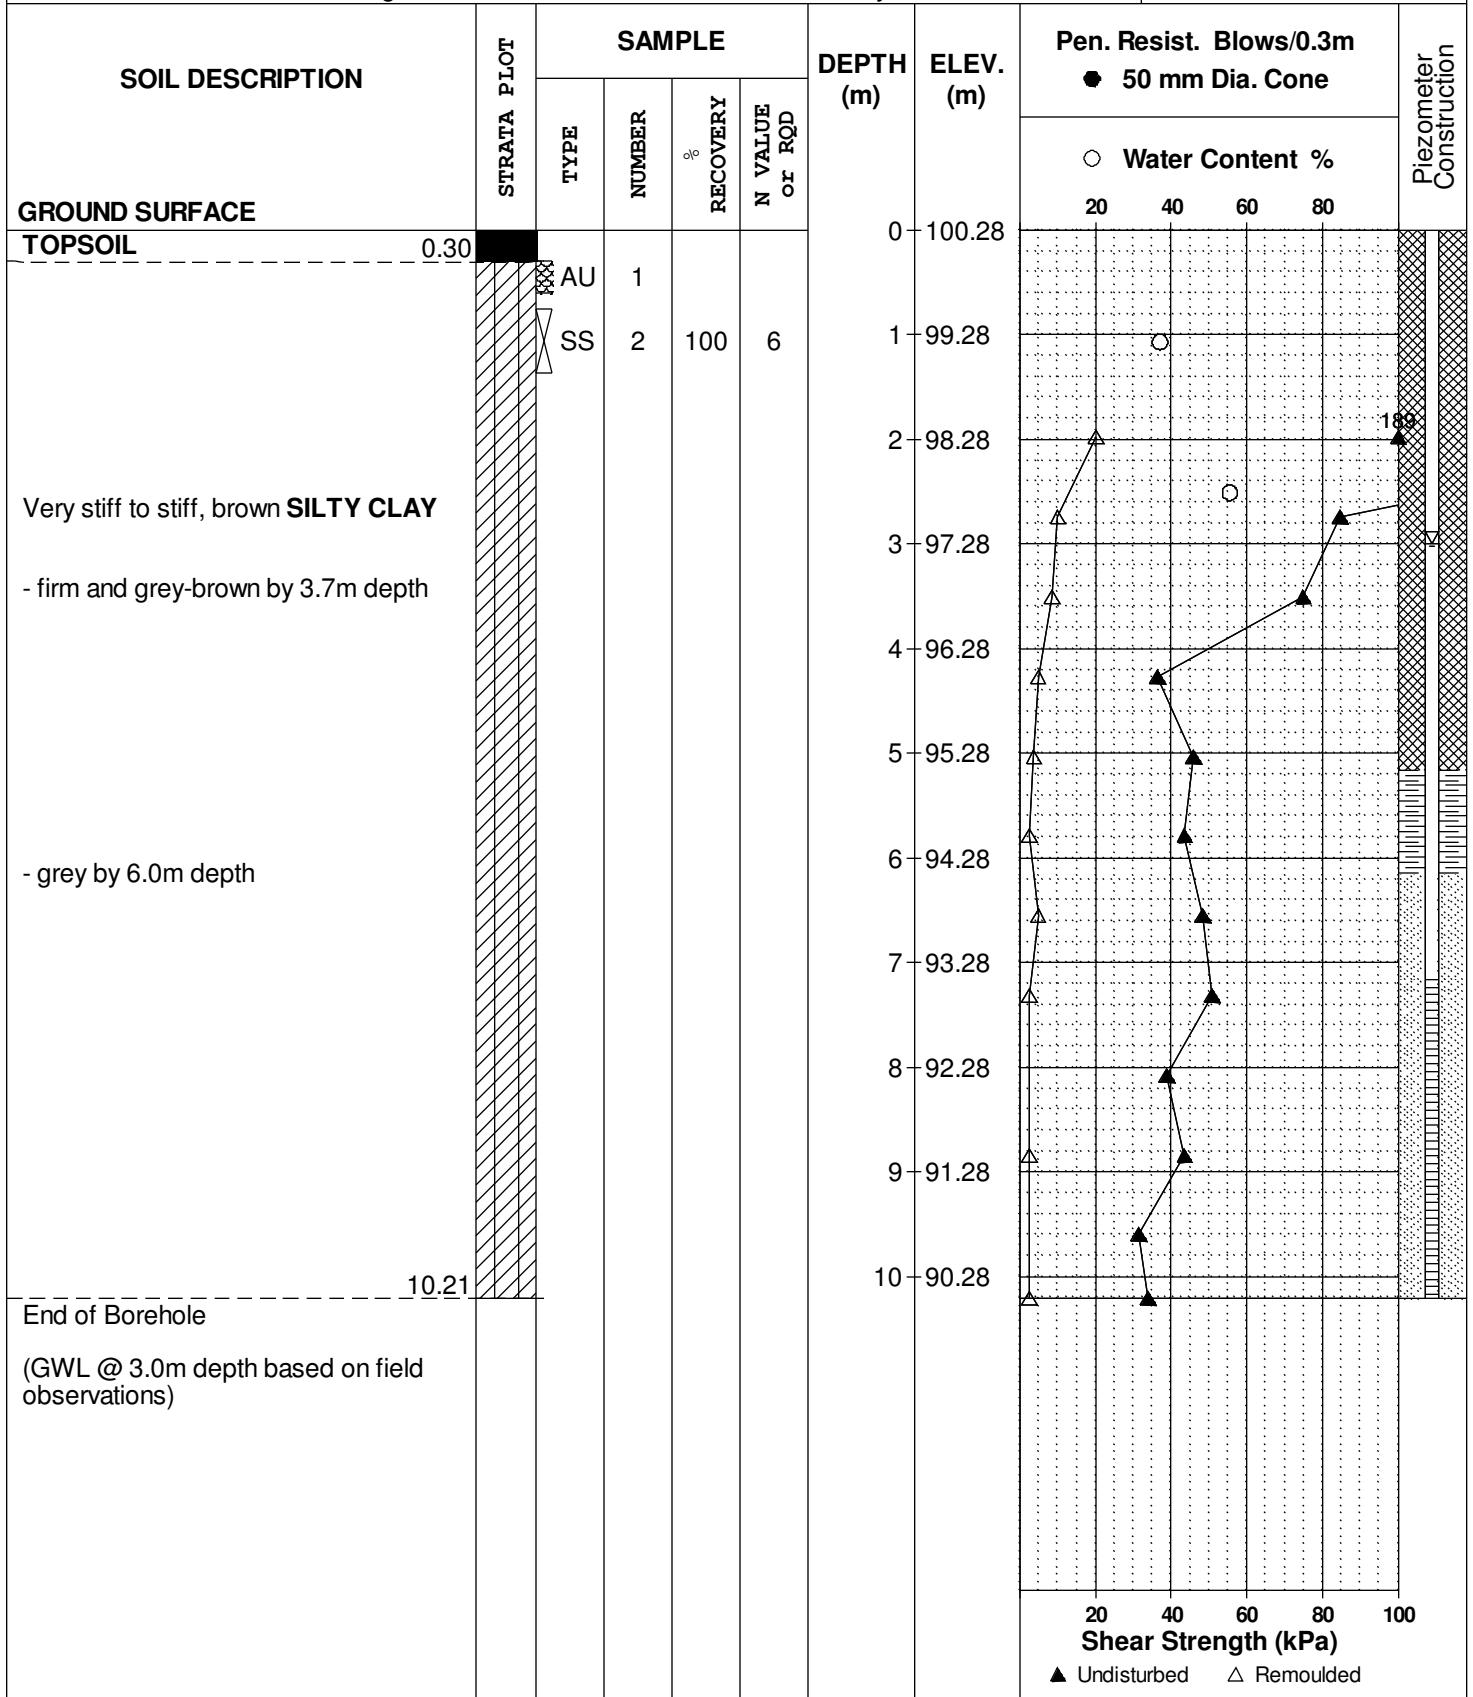 SOIL DESCRIPTION
GROUND SURFACE
STRATA PLOT
SAMPLE
TYPE
NUMBER
%
RECOVERY
N VALUE
or RQD
DEPTH
(m)
ELEV.
(m)
Pen. Resist. Blows/0.3m
● 50 mm Dia. Cone
○ Water Content %
20 40 60 80
Piezometer
Construction
TOPSOIL 0.30
0 100.28
AU 1
SS 2 100 6
1 99.28
189
2 98.28
Very stiff to stiff, brown SILTY CLAY
3 97.28
- firm and grey-brown by 3.7m depth
4 96.28
5 95.28
6 94.28
- grey by 6.0m depth
7 93.28
8 92.28
9 91.28
10 90.28
10.21
End of Borehole
(GWL @ 3.0m depth based on field
observations)
20 40 60 80 100
Shear Strength (kPa)
▲ Undisturbed △ Remoulded